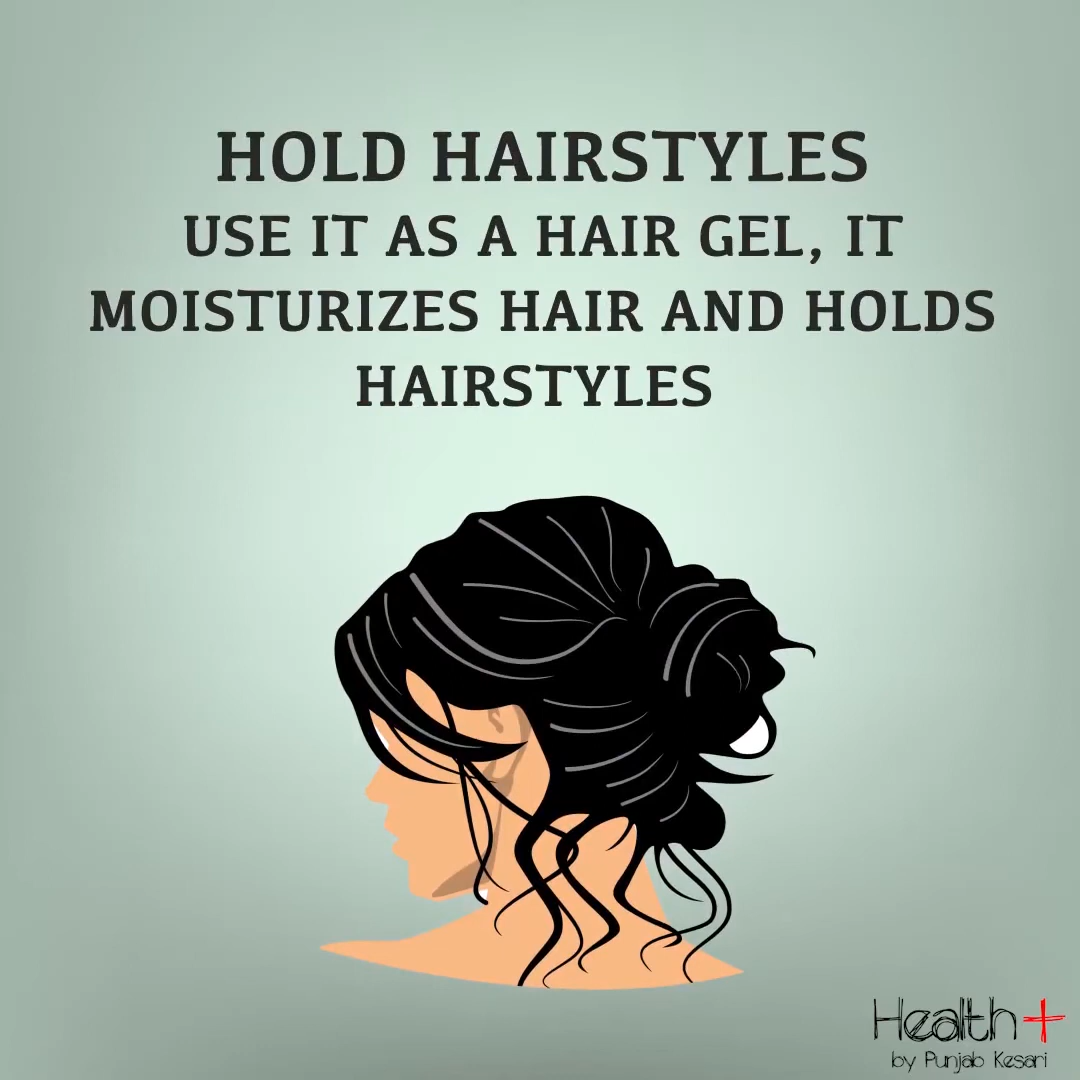 HOLD HAIRSTYLES
USE IT AS A HAIR GEL, IT
MOISTURIZES HAIR AND HOLDS
HAIRSTYLES
Health+
by Punjab Kesari